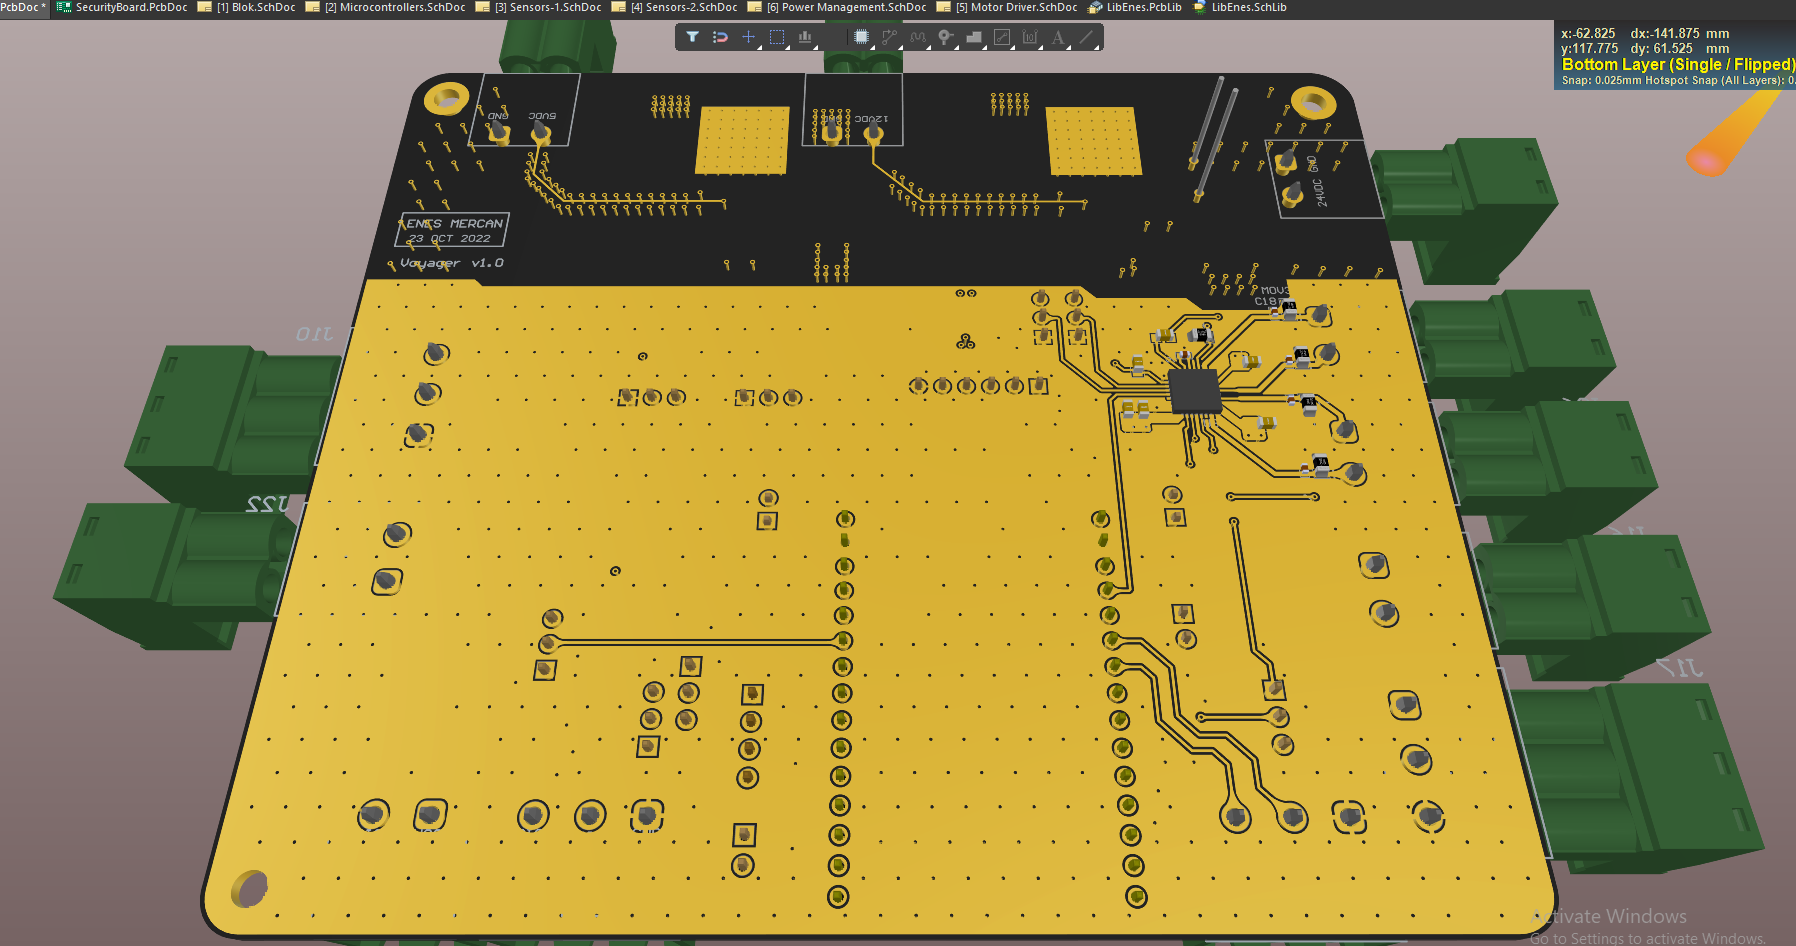 PcbDoc *
SecurityBoard.PcbDoc
[1] Blok.SchDoc
[2] Microcontrollers.SchDoc
[3] Sensors-1.SchDoc
[4] Sensors-2.SchDoc
[6] Power Management.SchDoc
[5] Motor Driver.SchDoc
LibEnes.PcbLib
LibEnes.SchLib
x:-62.825 dx:-141.875 mm
y:117.775 dy: 61.525 mm
Bottom Layer (Single / Flipped)
Snap: 0.025mm Hotspot Snap (All Layers): 0.
GND
5VDC
12VDC
24VDC GND
ENES MERCAN
23 OCT 2022
Voyager v1.0
MOV3
C18
J10
J22
J17
Activate Windows
Go to Settings to activate Windows.